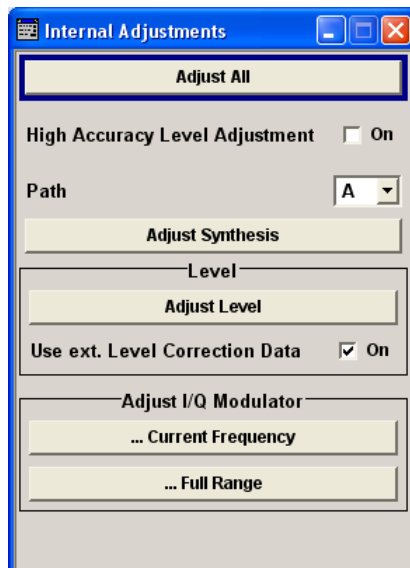 Internal Adjustments
Adjust All
High Accuracy Level Adjustment On
Path A
Adjust Synthesis
Level
Adjust Level
Use ext. Level Correction Data On
Adjust I/Q Modulator
... Current Frequency
... Full Range